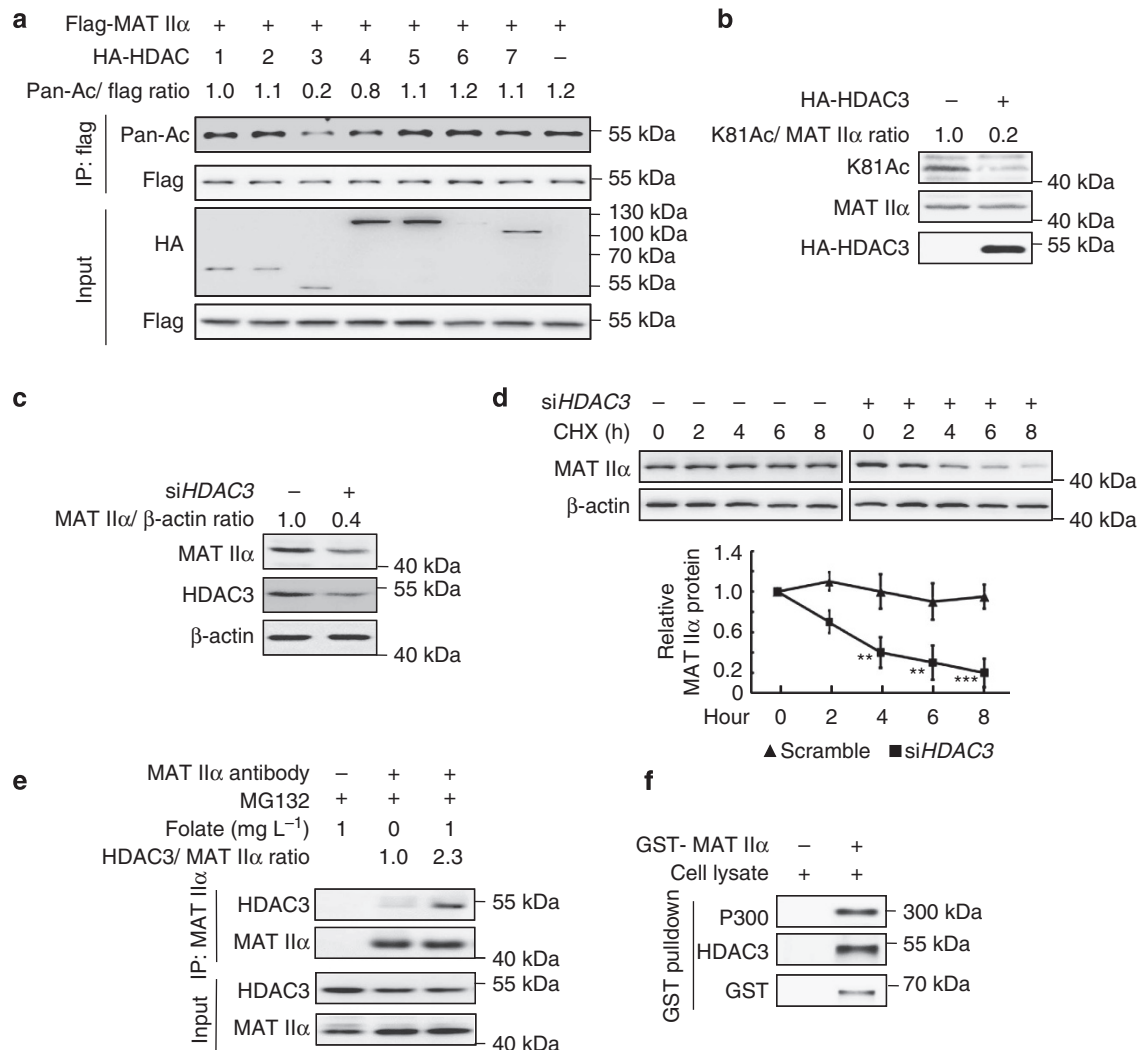 a
Flag-MAT IIα + + + + + + + +
HA-HDAC 1 2 3 4 5 6 7 –
Pan-Ac/ flag ratio 1.0 1.1 0.2 0.8 1.1 1.2 1.1 1.2
IP: flag
Pan-Ac 55 kDa
Flag 55 kDa
Input
HA
130 kDa
100 kDa
70 kDa
55 kDa
Flag 55 kDa
b
HA-HDAC3 – +
K81Ac/ MAT IIα ratio 1.0 0.2
K81Ac 40 kDa
MAT IIα 40 kDa
HA-HDAC3 55 kDa
c
siHDAC3 – +
MAT IIα/ β-actin ratio 1.0 0.4
MAT IIα 40 kDa
HDAC3 55 kDa
β-actin 40 kDa
d
siHDAC3 – – – – – + + + + +
CHX (h) 0 2 4 6 8 0 2 4 6 8
MAT IIα 40 kDa
β-actin 40 kDa
Relative
MAT IIα protein
1.4
1.0
0.6
0.2
0
** ** ***
Hour 0 2 4 6 8
▲ Scramble ■ siHDAC3
e
MAT IIα antibody – + +
MG132 + + +
Folate (mg L⁻¹) 1 0 1
HDAC3/ MAT IIα ratio 1.0 2.3
IP: MAT IIα
HDAC3 55 kDa
MAT IIα 40 kDa
Input
HDAC3 55 kDa
MAT IIα 40 kDa
f
GST- MAT IIα – +
Cell lysate + +
GST pulldown
P300 300 kDa
HDAC3 55 kDa
GST 70 kDa